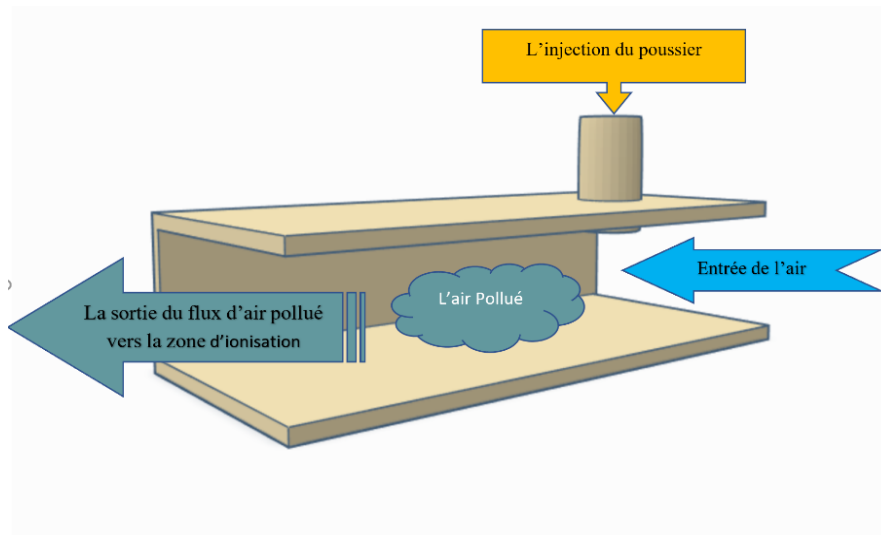 L'injection du poussier
Entrée de l'air
L'air Pollué
La sortie du flux d'air pollué
vers la zone d'ionisation